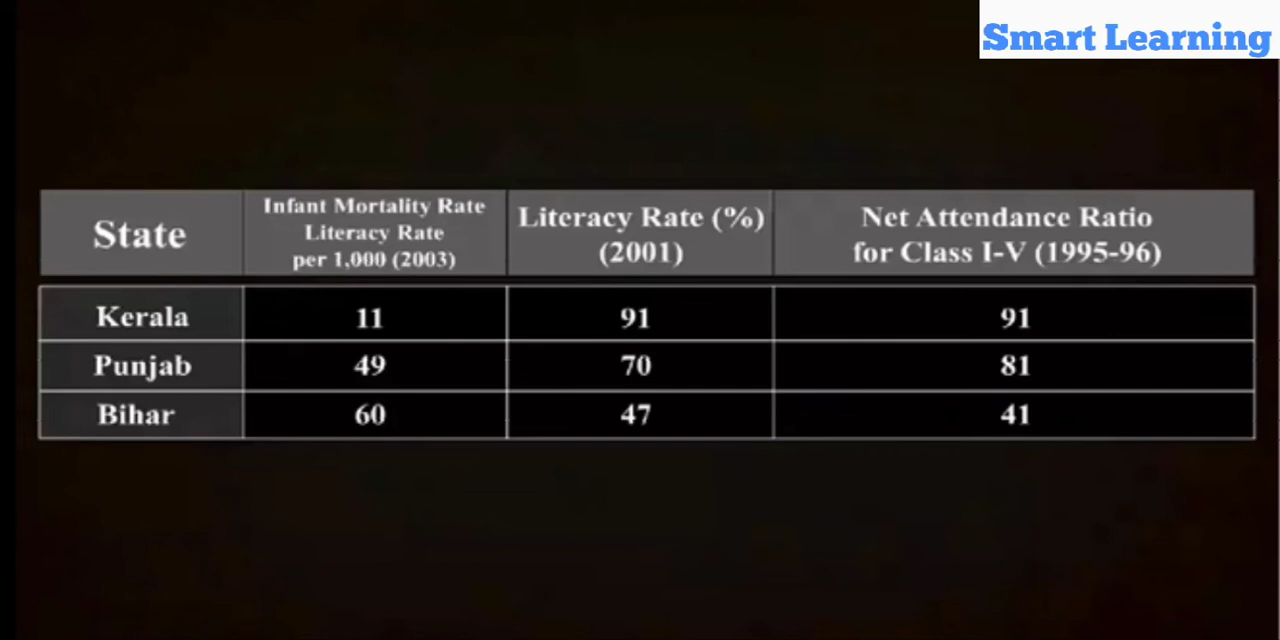 Smart Learning
State
Infant Mortality Rate
Literacy Rate
per 1,000 (2003)
Literacy Rate (%)
(2001)
Net Attendance Ratio
for Class I-V (1995-96)
Kerala 11 91 91
Punjab 49 70 81
Bihar 60 47 41